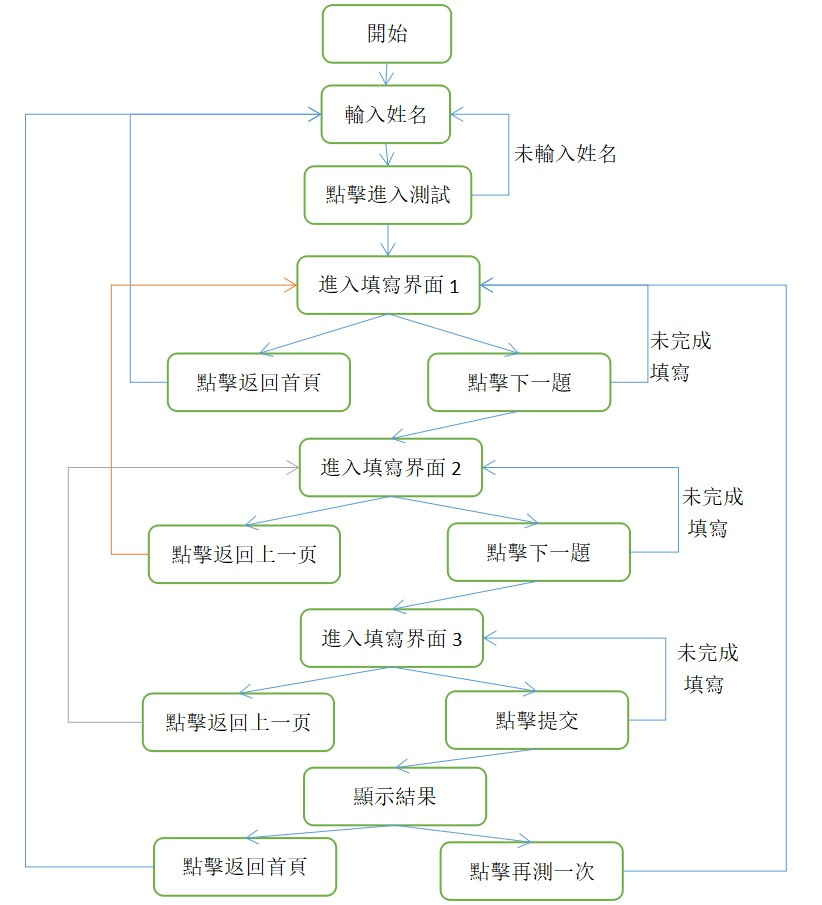 開始
輸入姓名
未輸入姓名
點擊進入測試
進入填寫界面 1
未完成
填寫
點擊返回首頁
點擊下一題
進入填寫界面 2
未完成
填寫
點擊返回上一页
點擊下一題
進入填寫界面 3
未完成
填寫
點擊返回上一页
點擊提交
顯示結果
點擊返回首頁
點擊再測一次